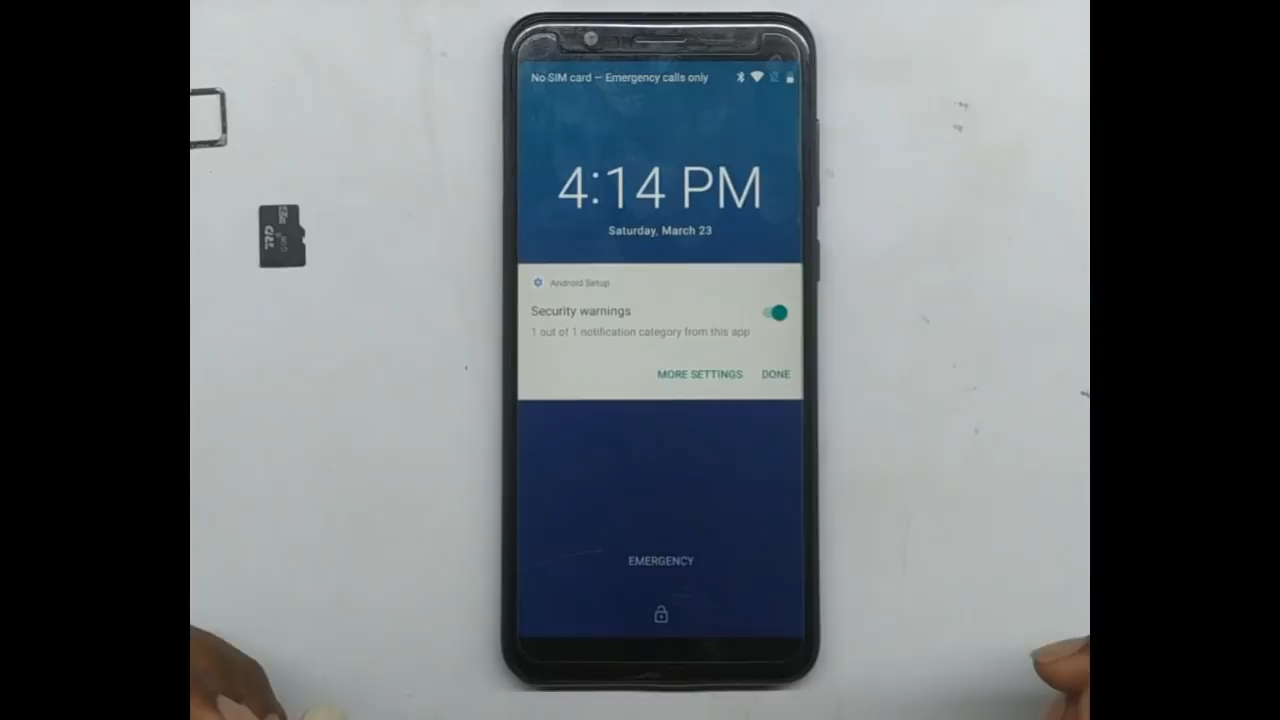 No SIM card — Emergency calls only
4:14 PM
Saturday, March 23
Android Setup
Security warnings
1 out of 1 notification category from this app
MORE SETTINGS DONE
EMERGENCY